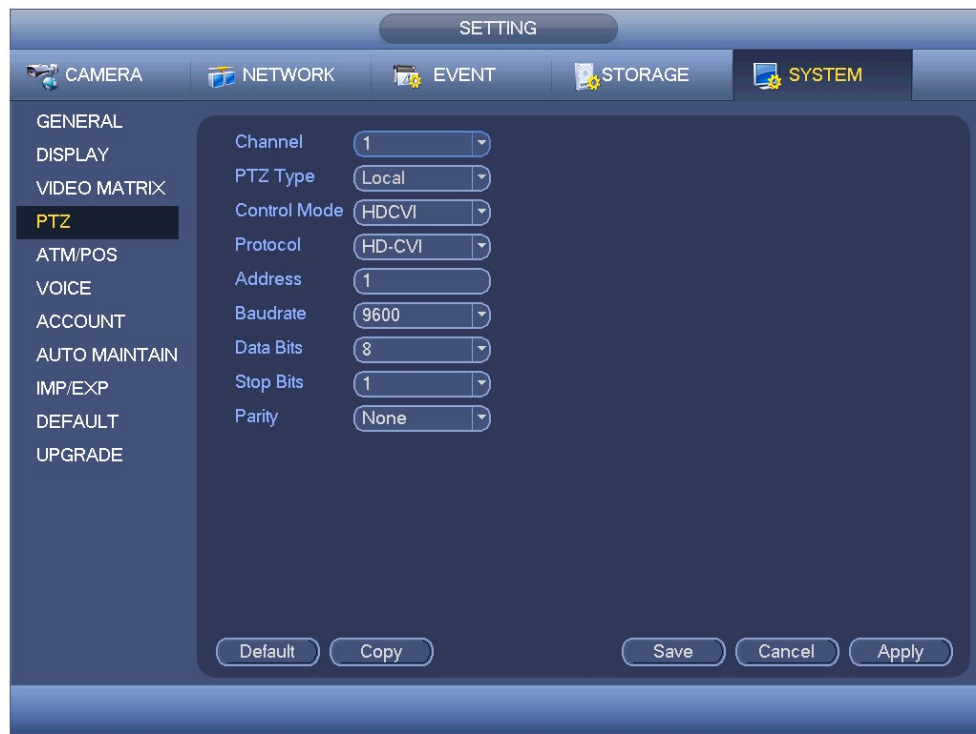 SETTING
CAMERA NETWORK EVENT STORAGE SYSTEM
GENERAL
DISPLAY
VIDEO MATRIX
PTZ
ATM/POS
VOICE
ACCOUNT
AUTO MAINTAIN
IMP/EXP
DEFAULT
UPGRADE
Channel 1
PTZ Type Local
Control Mode HDCVI
Protocol HD-CVI
Address 1
Baudrate 9600
Data Bits 8
Stop Bits 1
Parity None
Default Copy Save Cancel Apply